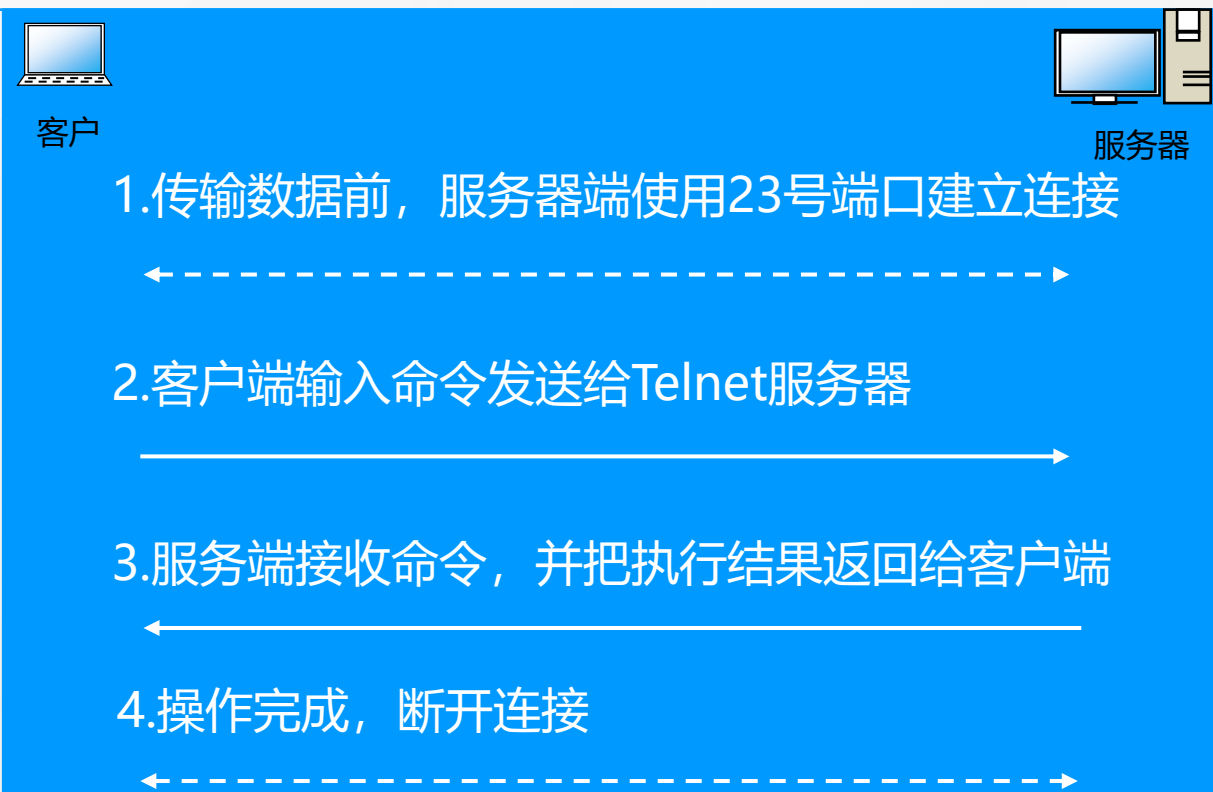 客户
服务器
1.传输数据前，服务器端使用23号端口建立连接
2.客户端输入命令发送给Telnet服务器
3.服务端接收命令，并把执行结果返回给客户端
4.操作完成，断开连接